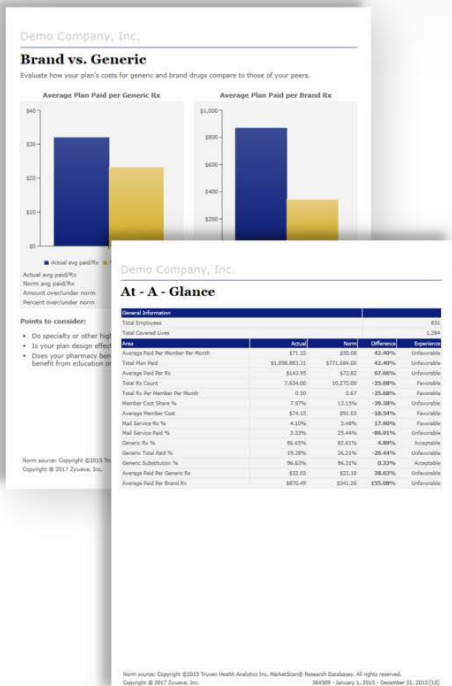 Demo Company, Inc.
Brand vs. Generic
Evaluate how your plan's costs for generic and brand drugs compare to those of your peers.
Average Plan Paid per Generic Rx Average Plan Paid per Brand Rx
$40 $1,000
$30 $800
$600
$20
$400
$10 $200
$0
Actual avg paid/Rx
Actual avg paid/Rx
Norm avg paid/Rx
Amount over/under norm
Percent over/under norm
Points to consider:
• Do specialty or other hig
• Is your plan design effect
• Does your pharmacy ben
benefit from education o
Norm source: Copyright ©2015 Tr
Copyright @ 2017 Zywave, Inc.
Demo Company, Inc.
At - A - Glance
General Information
Total Employees 831
Total Covered Lives 1,284
Area Actual Norm Difference Experience
Average Paid Per Member Per Month $71.33 $50.08 42.40% Unfavorable
Total Plan Paid $1,098,883.31 $771,684.00 42.40% Unfavorable
Average Paid Per Rx $143.95 $72.82 97.66% Unfavorable
Total Rx Count 7,634.00 10,272.00 -25.68% Favorable
Total Rx Per Member Per Month 0.50 0.67 -25.68% Favorable
Member Cost Share % 7.97% 13.15% -39.38% Unfavorable
Average Member Cost $74.15 $91.03 -18.54% Favorable
Mail Service Rx % 4.10% 3.48% 17.90% Favorable
Mail Service Paid % 3.33% 25.44% -86.91% Unfavorable
Generic Rx % 86.65% 82.61% 4.89% Acceptable
Generic Total Paid % 19.28% 26.21% -26.44% Unfavorable
Generic Substitution % 96.63% 96.31% 0.33% Acceptable
Average Paid Per Generic Rx $32.03 $23.10 38.63% Unfavorable
Average Paid Per Brand Rx $870.49 $341.26 155.08% Unfavorable
Norm source: Copyright ©2015 Truven Health Analytics Inc. MarketScan® Research Databases. All rights reserved.
Copyright @ 2017 Zywave, Inc. 364309 - January 1, 2015 - December 31, 2015 [15]